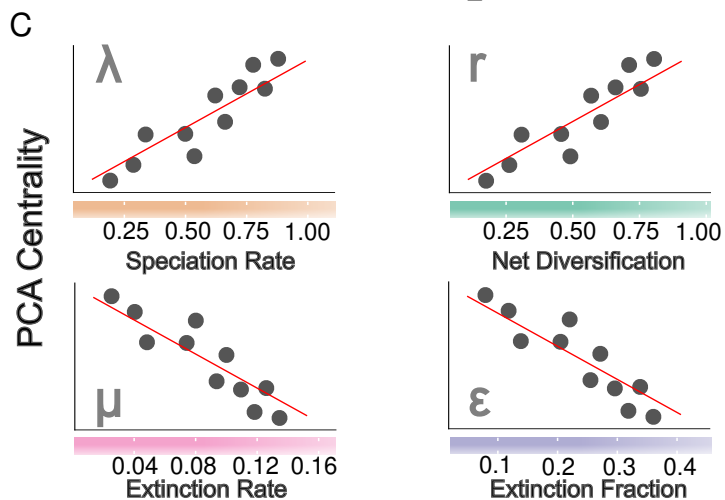 C
PCA Centrality
λ
0.25 0.50 0.75 1.00
Speciation Rate
r
0.25 0.50 0.75 1.00
Net Diversification
μ
0.04 0.08 0.12 0.16
Extinction Rate
ε
0.1 0.2 0.3 0.4
Extinction Fraction